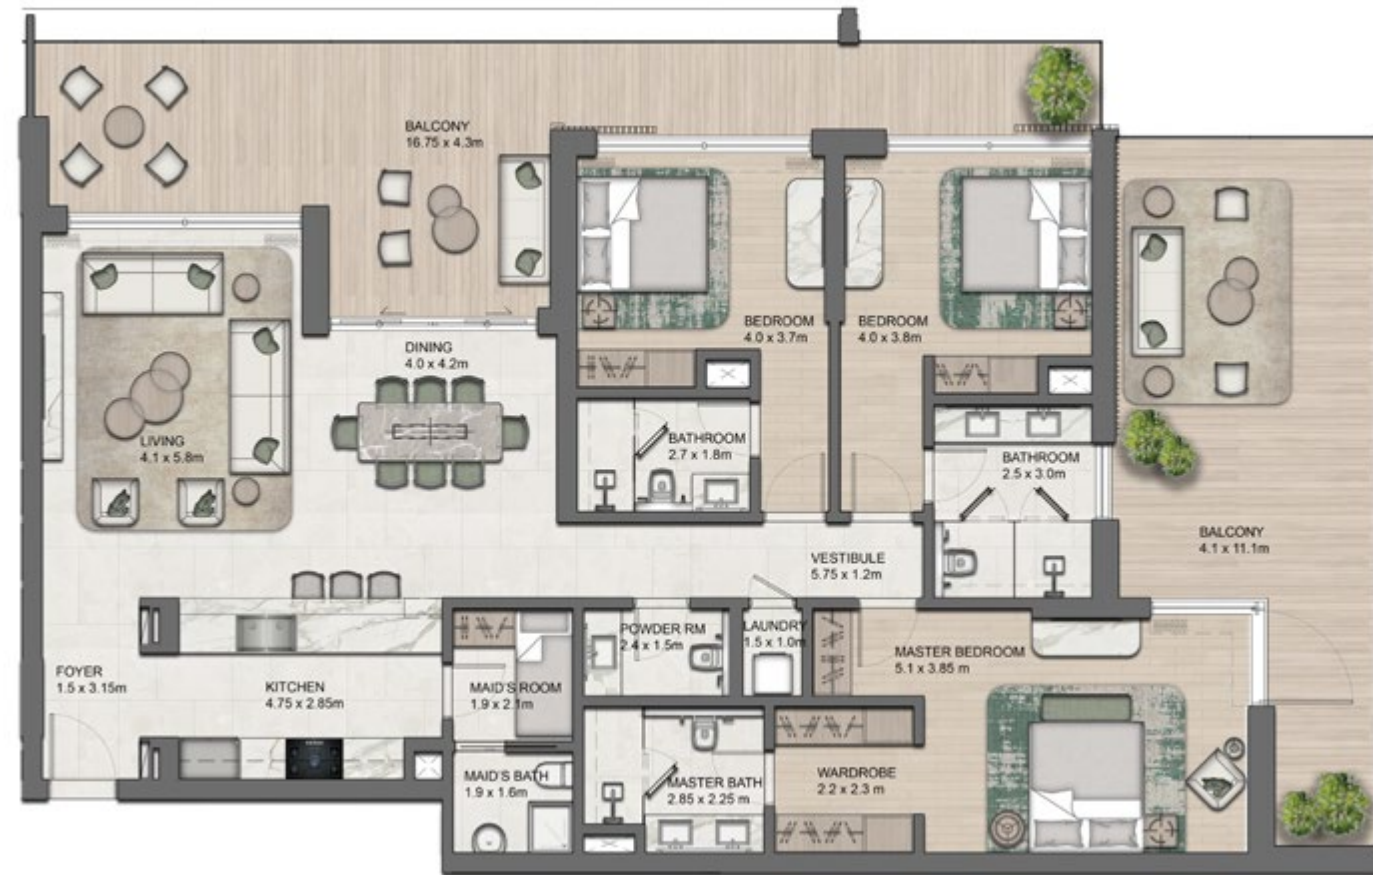 BALCONY
16.75 x 4.3m
BEDROOM
4.0 x 3.7m
BEDROOM
4.0 x 3.8m
DINING
4.0 x 4.2m
LIVING
4.1 x 5.8m
BATHROOM
2.7 x 1.8m
BATHROOM
2.5 x 3.0m
BALCONY
4.1 x 11.1m
VESTIBULE
5.75 x 1.2m
POWDER RM
2.4 x 1.5m
LAUNDRY
1.5 x 1.0m
MASTER BEDROOM
5.1 x 3.85 m
FOYER
1.5 x 3.15m
KITCHEN
4.75 x 2.85m
MAID'S ROOM
1.9 x 2.1m
MAID'S BATH
1.9 x 1.6m
MASTER BATH
2.85 x 2.25 m
WARDROBE
2.2 x 2.3 m